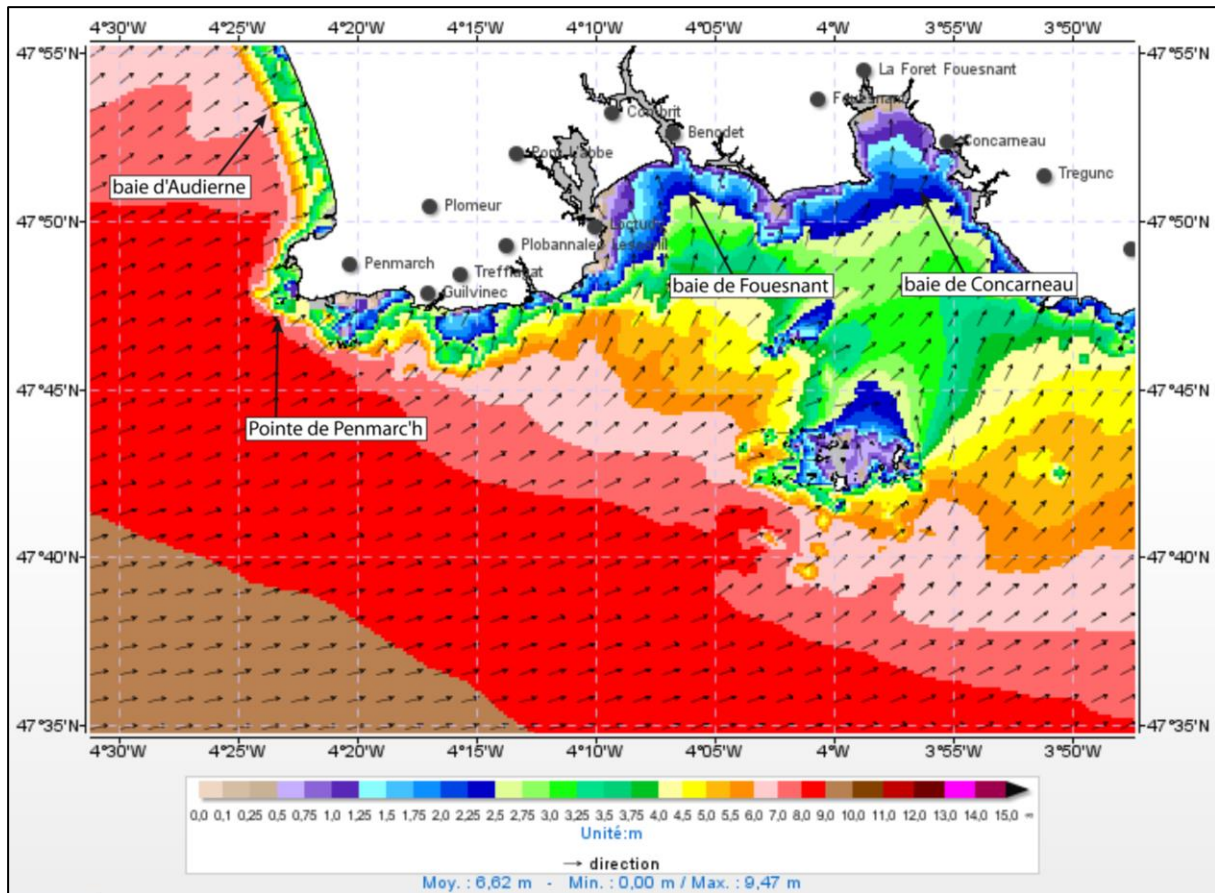 4°30'W 4°25'W 4°20'W 4°15'W 4°10'W 4°05'W 4°W 3°55'W 3°50'W
47°55'N 47°55'N
La Foret Fouesnant
Fouesnant
Combrit
Benodet
Concarneau
Pont l'abbe
Tregunc
baie d'Audierne
Plomeur
47°50'N 47°50'N
Loctudy
Plobannalec Lesconil
Penmarch
Treffiagat
baie de Fouesnant
baie de Concarneau
Guilvinec
47°45'N 47°45'N
Pointe de Penmarc'h
47°40'N 47°40'N
47°35'N 47°35'N
4°30'W 4°25'W 4°20'W 4°15'W 4°10'W 4°05'W 4°W 3°55'W 3°50'W
0,0 0,1 0,25 0,5 0,75 1,0 1,25 1,5 1,75 2,0 2,25 2,5 2,75 3,0 3,25 3,5 3,75 4,0 4,5 5,0 5,5 6,0 7,0 8,0 9,0 10,0 11,0 12,0 13,0 14,0 15,0 ∞
Unité:m
→ direction
Moy. : 6,62 m - Min. : 0,00 m / Max. : 9,47 m